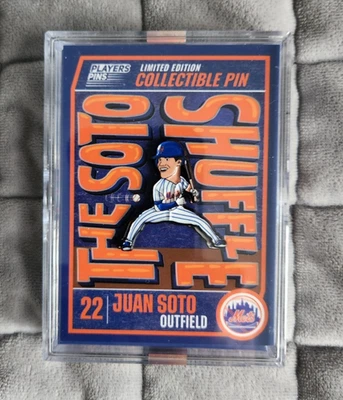 PLAYERS
PINS
LIMITED EDITION
COLLECTIBLE PIN
THE SOTO
SHUFFLE
22
JUAN SOTO
OUTFIELD
Mets